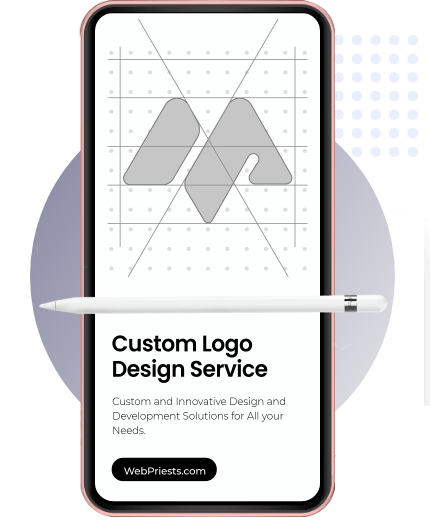 Custom Logo
Design Service
Custom and Innovative Design and
Development Solutions for All your
Needs.
WebPriests.com